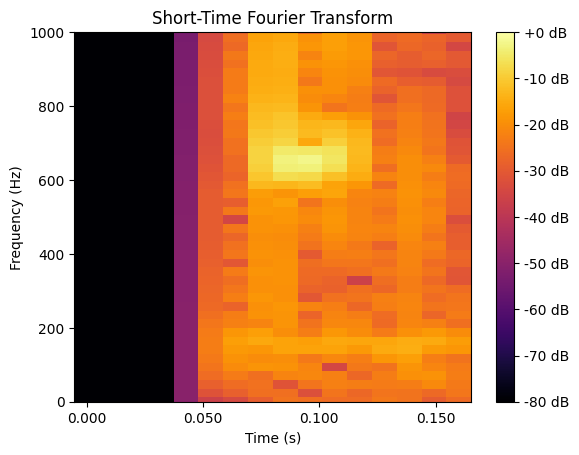 Short-Time Fourier Transform
Frequency (Hz)
1000
800
600
400
200
0
0.000
0.050
0.100
0.150
Time (s)
+0 dB
-10 dB
-20 dB
-30 dB
-40 dB
-50 dB
-60 dB
-70 dB
-80 dB